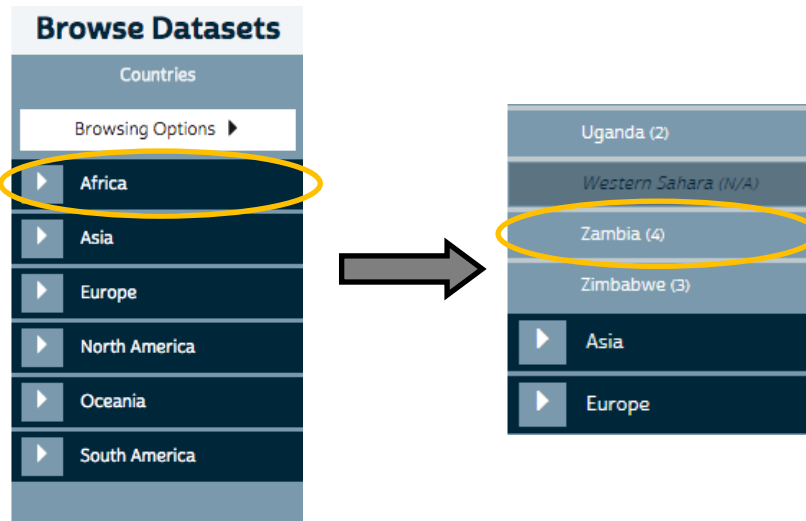 Browse Datasets
Countries
Browsing Options
Africa
Asia
Europe
North America
Oceania
South America
Uganda (2)
Western Sahara (N/A)
Zambia (4)
Zimbabwe (3)
Asia
Europe